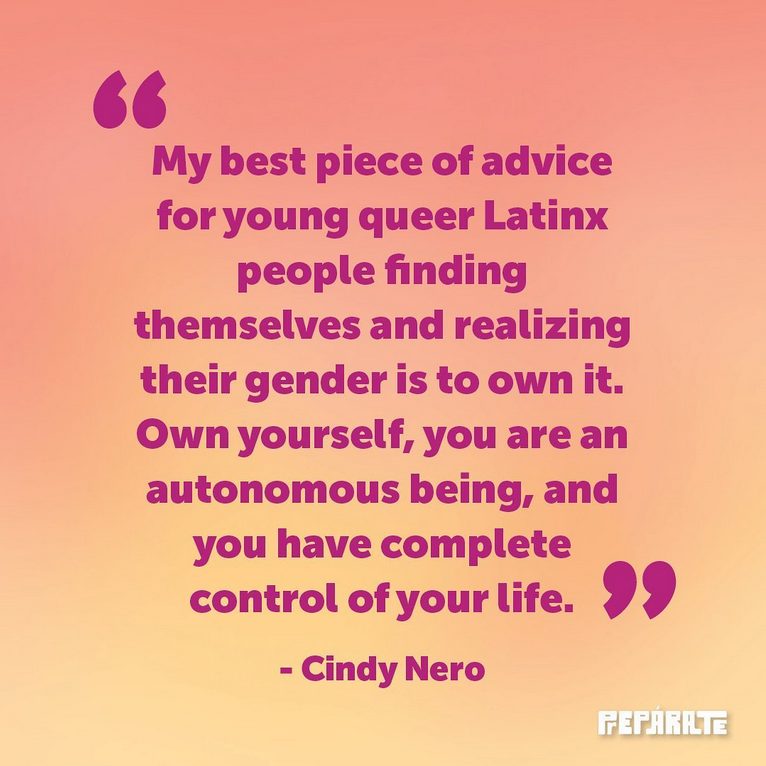 “
My best piece of advice
for young queer Latinx
people finding
themselves and realizing
their gender is to own it.
Own yourself, you are an
autonomous being, and
you have complete
control of your life. ”
- Cindy Nero
PrEPÁRATE